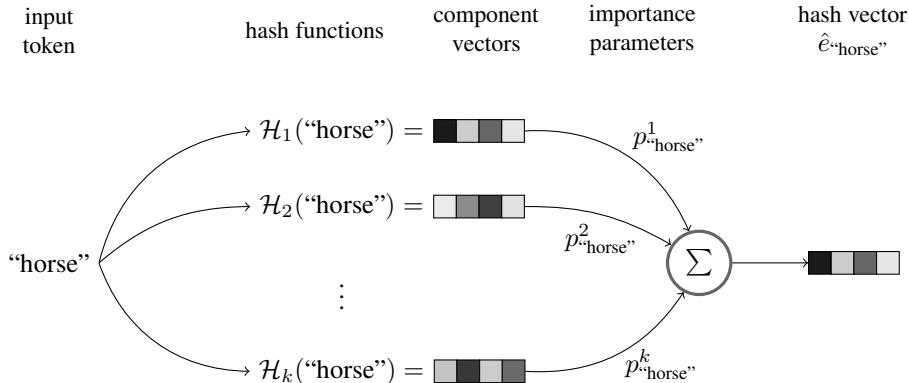 input token
hash functions
component vectors
importance parameters
hash vector ê“horse”
“horse”
H₁(“horse”) =
p¹“horse”
H₂(“horse”) =
p²“horse”
∑
⋮
Hₖ(“horse”) =
pᵏ“horse”